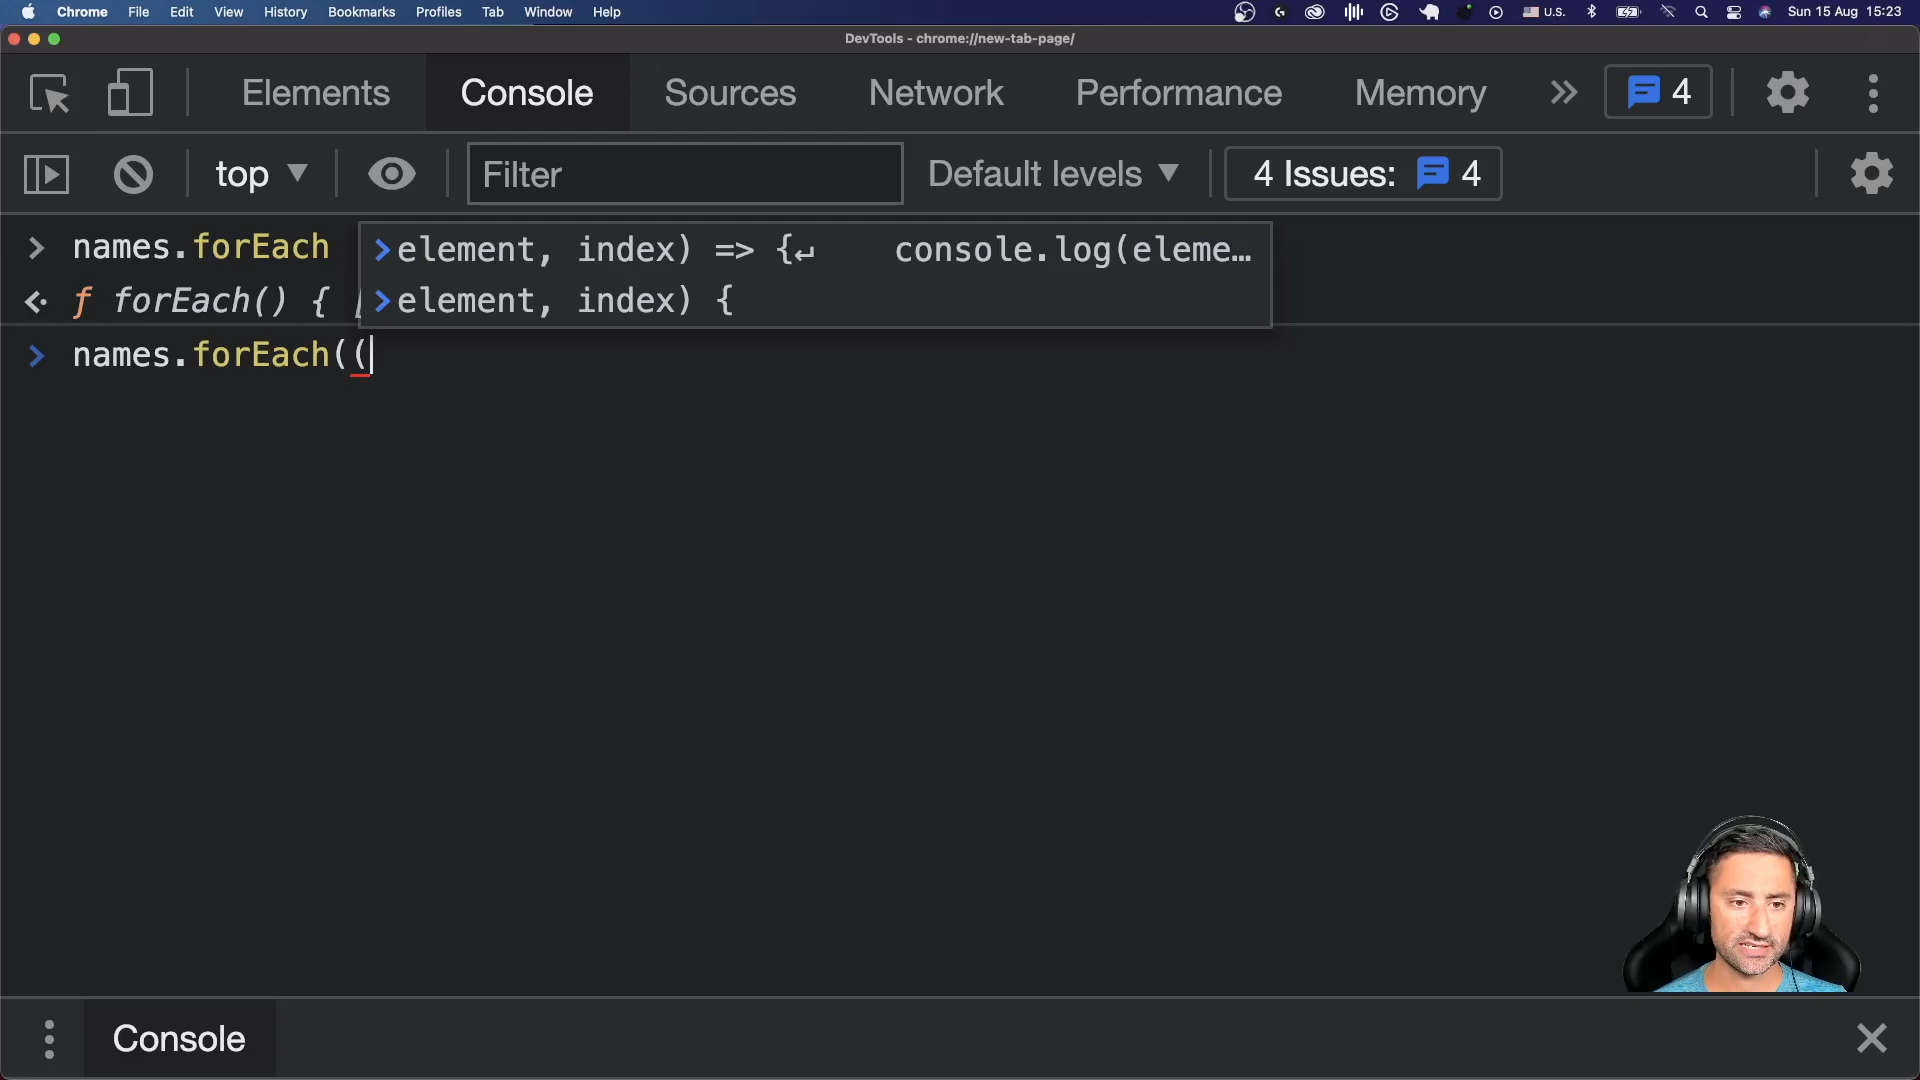 Chrome File Edit View History Bookmarks Profiles Tab Window Help U.S. Sun 15 Aug 15:23
DevTools - chrome://new-tab-page/
Elements Console Sources Network Performance Memory 4
top Filter Default levels 4 Issues: 4
names.forEach
element, index) => {↵ console.log(eleme…
f forEach() {
element, index) {
names.forEach((
Console